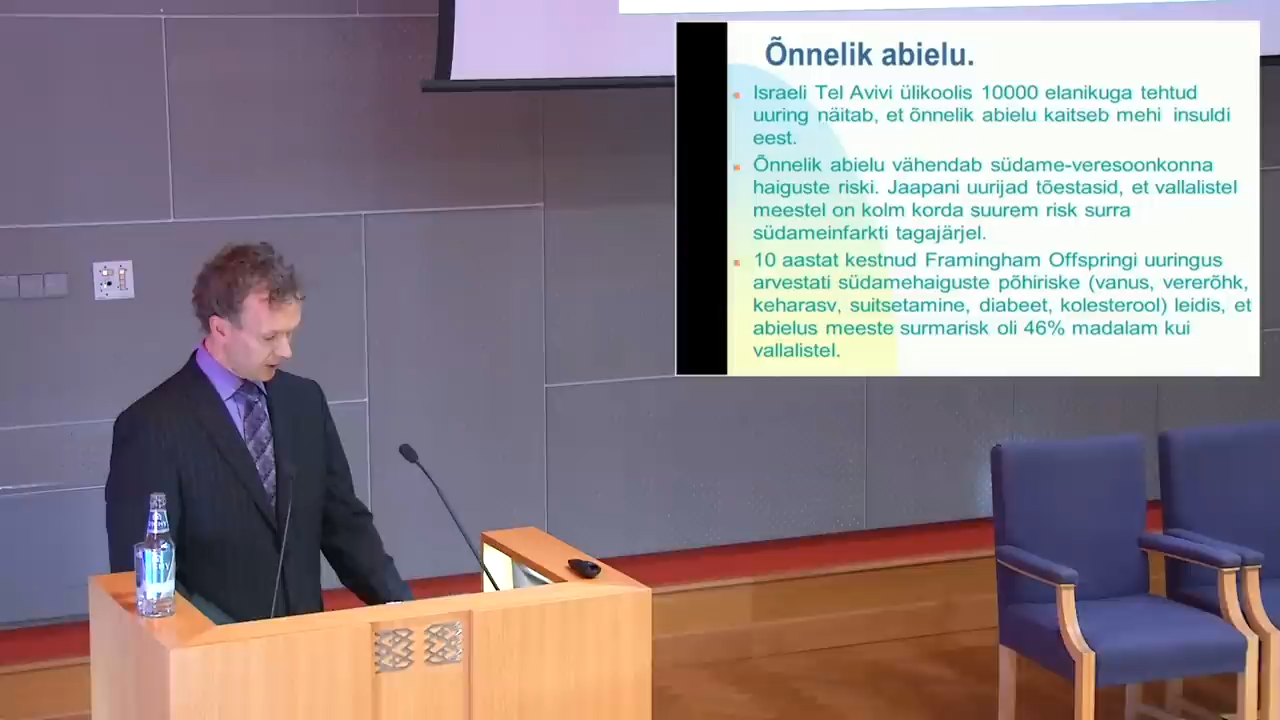 Õnnelik abielu.
Israeli Tel Avivi ülikoolis 10000 elanikuga tehtud
uuring näitab, et õnnelik abielu kaitseb mehi insuldi
eest.
Õnnelik abielu vähendab südame-veresoonkonna
haiguste riski. Jaapani uurijad tõestasid, et vallalistel
meestel on kolm korda suurem risk surra
südameinfarkti tagajärjel.
10 aastat kestnud Framingham Offspringi uuringus
arvestati südamehaiguste põhiriske (vanus, vererõhk,
keharasv, suitsetamine, diabeet, kolesterool) leidis, et
abielus meeste surmarisk oli 46% madalam kui
vallalistel.